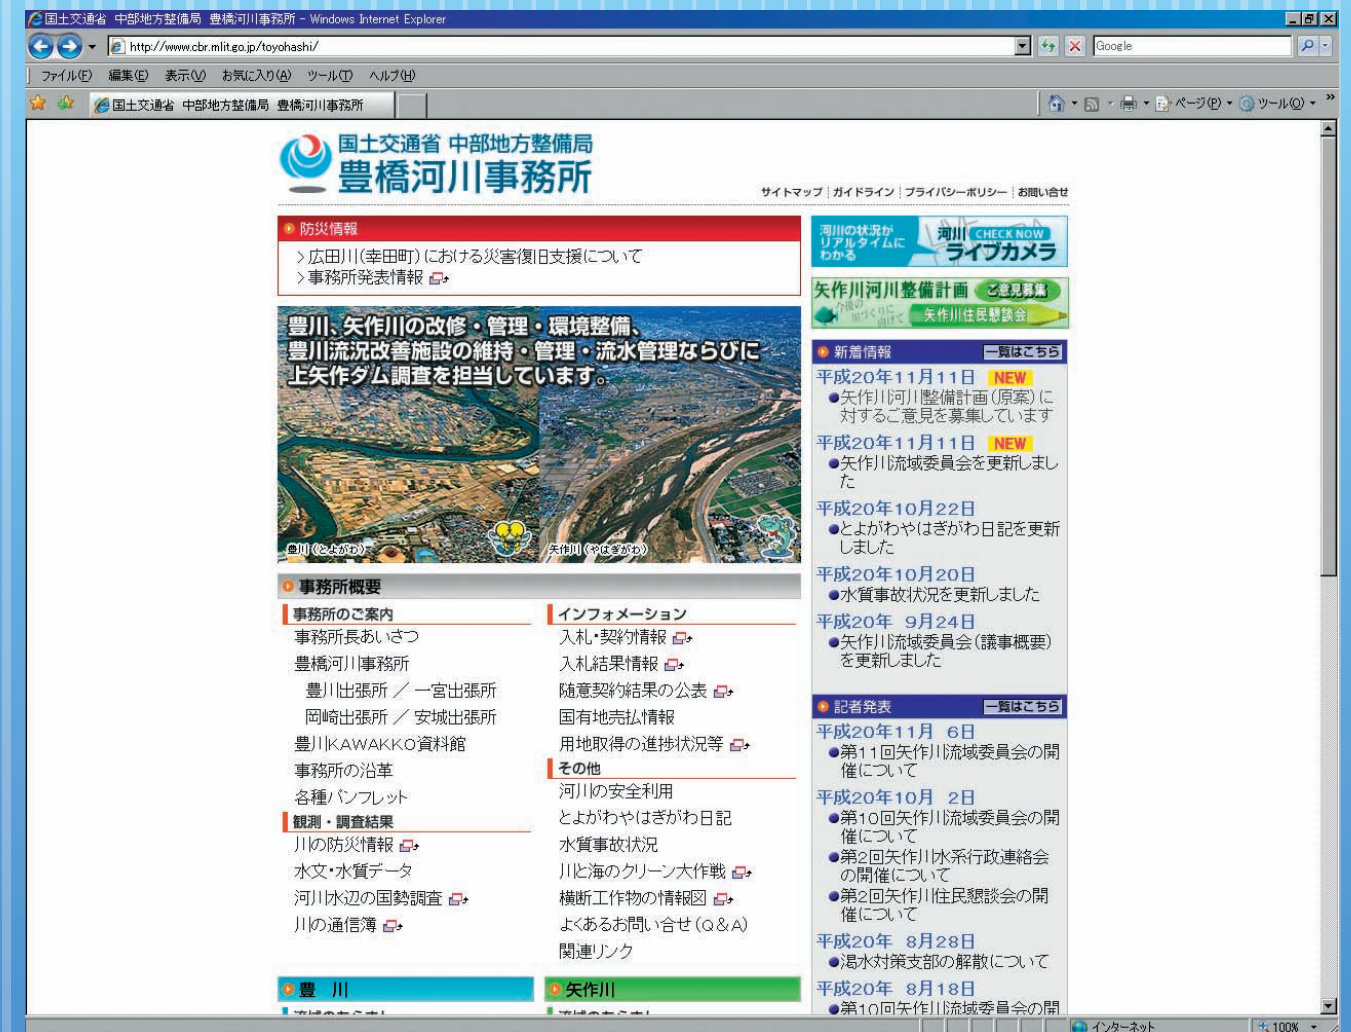 国土交通省 中部地方整備局 豊橋河川事務所 - Windows Internet Explorer
http://www.cbr.mlit.go.jp/toyohashi/
Google
ファイル(F) 編集(E) 表示(V) お気に入り(A) ツール(T) ヘルプ(H)
国土交通省 中部地方整備局 豊橋河川事務所
ページ(P) ツール(O)
国土交通省 中部地方整備局
豊橋河川事務所
サイトマップ | ガイドライン | プライバシーポリシー | お問い合せ
防災情報
>広田川(幸田町)における災害復旧支援について
>事務所発表情報
豊川、矢作川の改修・管理・環境整備、
豊川流況改善施設の維持・管理・流水管理ならびに
上矢作ダム調査を担当しています。
豊川(とよがわ)
矢作川(やはぎがわ)
事務所概要
事務所のご案内
事務所長あいさつ
豊橋河川事務所
豊川出張所 / 一宮出張所
岡崎出張所 / 安城出張所
豊川KAWAKKO資料館
事務所の沿革
各種パンフレット
観測・調査結果
川の防災情報
水文・水質データ
河川水辺の国勢調査
川の通信簿
インフォメーション
入札・契約情報
入札結果情報
随意契約結果の公表
国有地売払情報
用地取得の進捗状況等
その他
河川の安全利用
とよがわやはぎがわ日記
水質事故状況
川と海のクリーン大作戦
横断工作物の情報図
よくあるお問い合せ(Q&A)
関連リンク
豊 川
矢作川
河川の状況が
リアルタイムに
わかる
河川 CHECK NOW
ライブカメラ
矢作川河川整備計画 ご意見募集
矢作川住民懇談会
新着情報 一覧はこちら
平成20年11月11日 NEW
●矢作川河川整備計画(原案)に
対するご意見を募集しています
平成20年11月11日 NEW
●矢作川流域委員会を更新しまし
た
平成20年10月22日
●とよがわやはぎがわ日記を更新
しました
平成20年10月20日
●水質事故状況を更新しました
平成20年 9月24日
●矢作川流域委員会(議事概要)
を更新しました
記者発表 一覧はこちら
平成20年11月 6日
●第11回矢作川流域委員会の開
催について
平成20年10月 2日
●第10回矢作川流域委員会の開
催について
●第2回矢作川水系行政連絡会
の開催について
●第2回矢作川住民懇談会の開
催について
平成20年 8月28日
●渇水対策支部の解散について
平成20年 8月18日
●第10回矢作川流域委員会の開
インターネット
100%